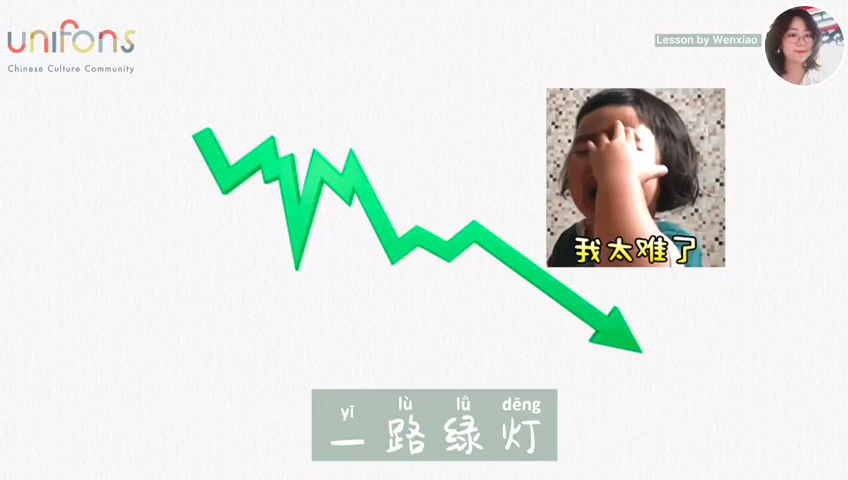 unifons
Chinese Culture Community
Lesson by Wenxiao
我太难了
yī lù lǜ dēng
一路绿灯